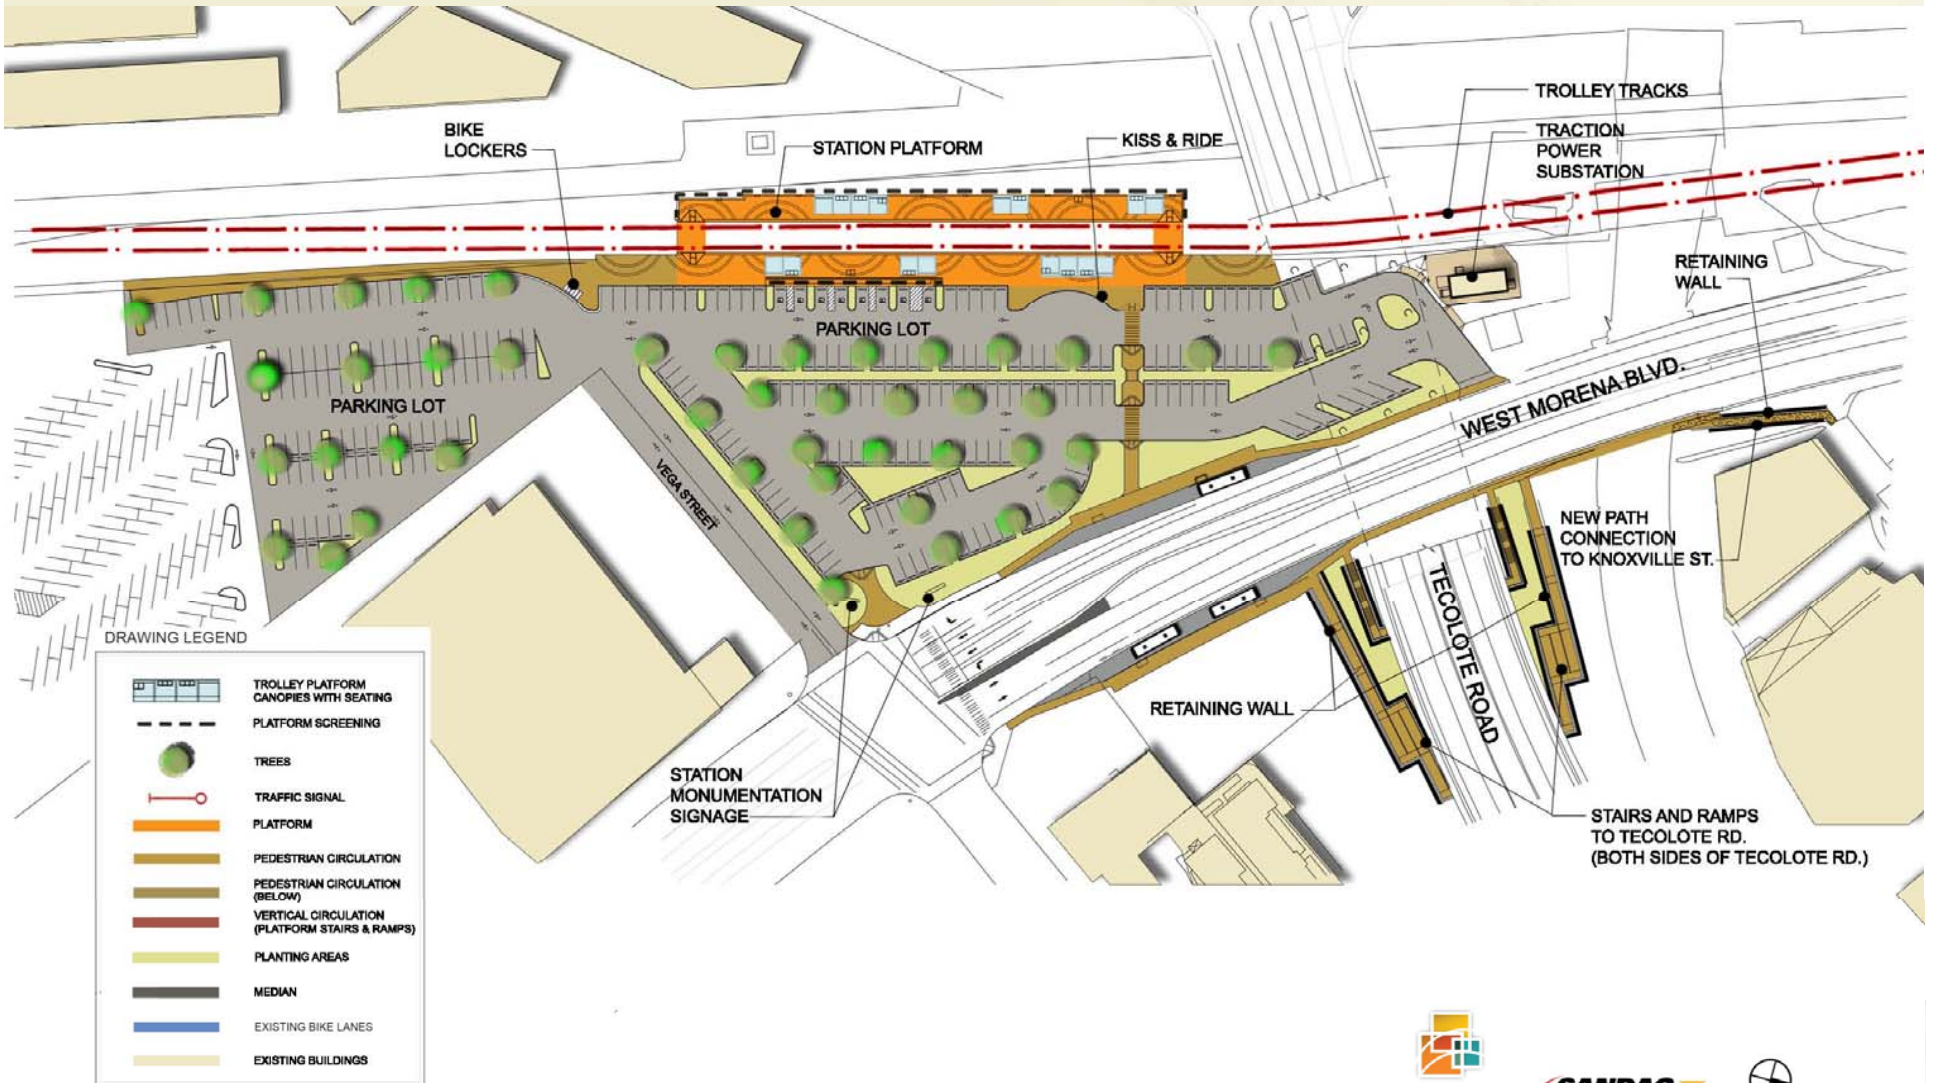 TROLLEY TRACKS
TRACTION
POWER
SUBSTATION
BIKE
LOCKERS
STATION PLATFORM
KISS & RIDE
RETAINING
WALL
PARKING LOT
PARKING LOT
WEST MORENA BLVD.
VEGA STREET
NEW PATH
CONNECTION
TO KNOXVILLE ST.
TECOLOTE ROAD
RETAINING WALL
STATION
MONUMENTATION
SIGNAGE
STAIRS AND RAMPS
TO TECOLOTE RD.
(BOTH SIDES OF TECOLOTE RD.)
DRAWING LEGEND
TROLLEY PLATFORM
CANOPIES WITH SEATING
PLATFORM SCREENING
TREES
TRAFFIC SIGNAL
PLATFORM
PEDESTRIAN CIRCULATION
PEDESTRIAN CIRCULATION
(BELOW)
VERTICAL CIRCULATION
(PLATFORM STAIRS & RAMPS)
PLANTING AREAS
MEDIAN
EXISTING BIKE LANES
EXISTING BUILDINGS
SANDAG